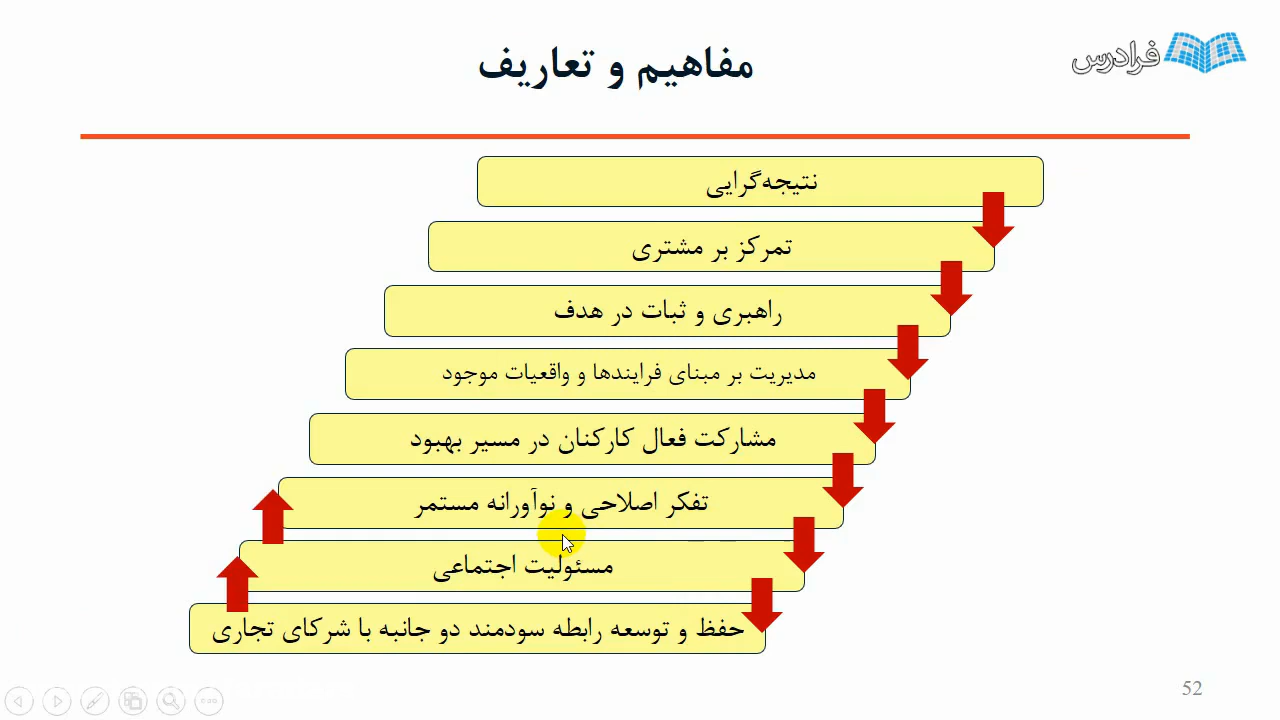 فرادرس
مفاهیم و تعاریف
نتیجه‌گرایی
تمرکز بر مشتری
راهبری و ثبات در هدف
مدیریت بر مبنای فرایندها و واقعیات موجود
مشارکت فعال کارکنان در مسیر بهبود
تفکر اصلاحی و نوآورانه مستمر
مسئولیت اجتماعی
حفظ و توسعه رابطه سودمند دو جانبه با شرکای تجاری
52